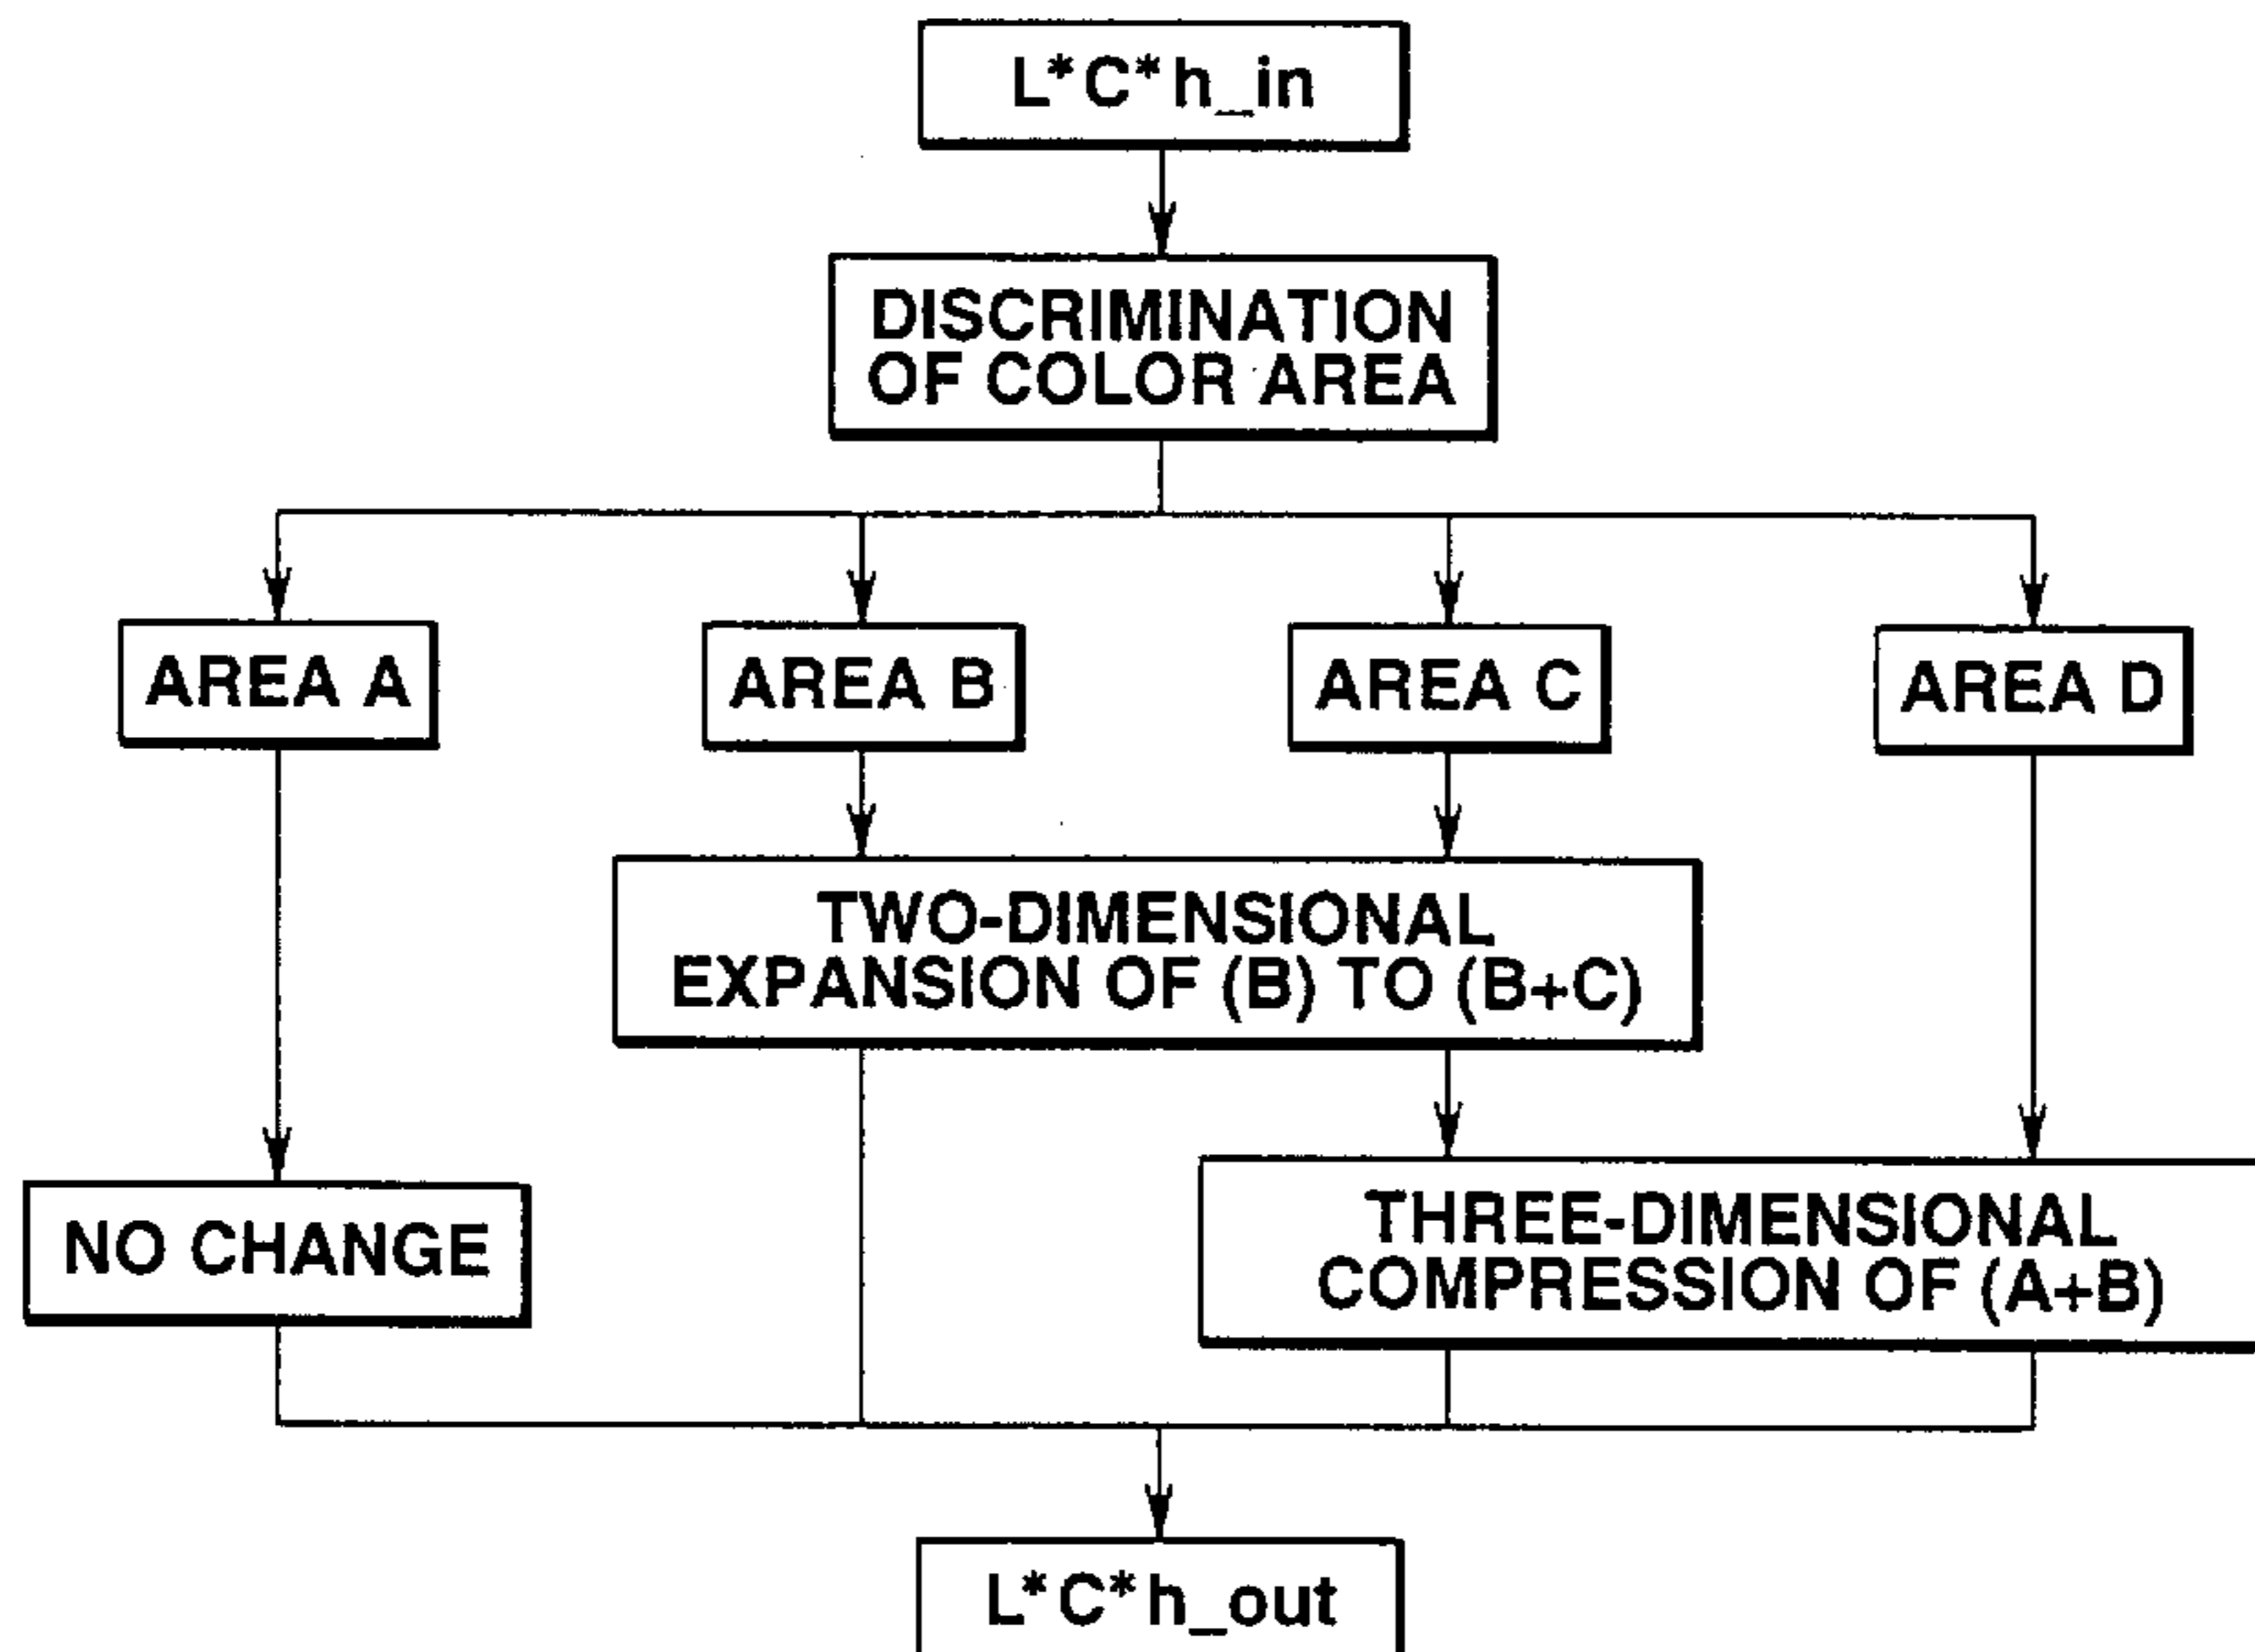 L*C*h_in
DISCRIMINATION
OF COLOR AREA
AREA A
AREA B
AREA C
AREA D
TWO-DIMENSIONAL
EXPANSION OF (B) TO (B+C)
NO CHANGE
THREE-DIMENSIONAL
COMPRESSION OF (A+B)
L*C*h_out